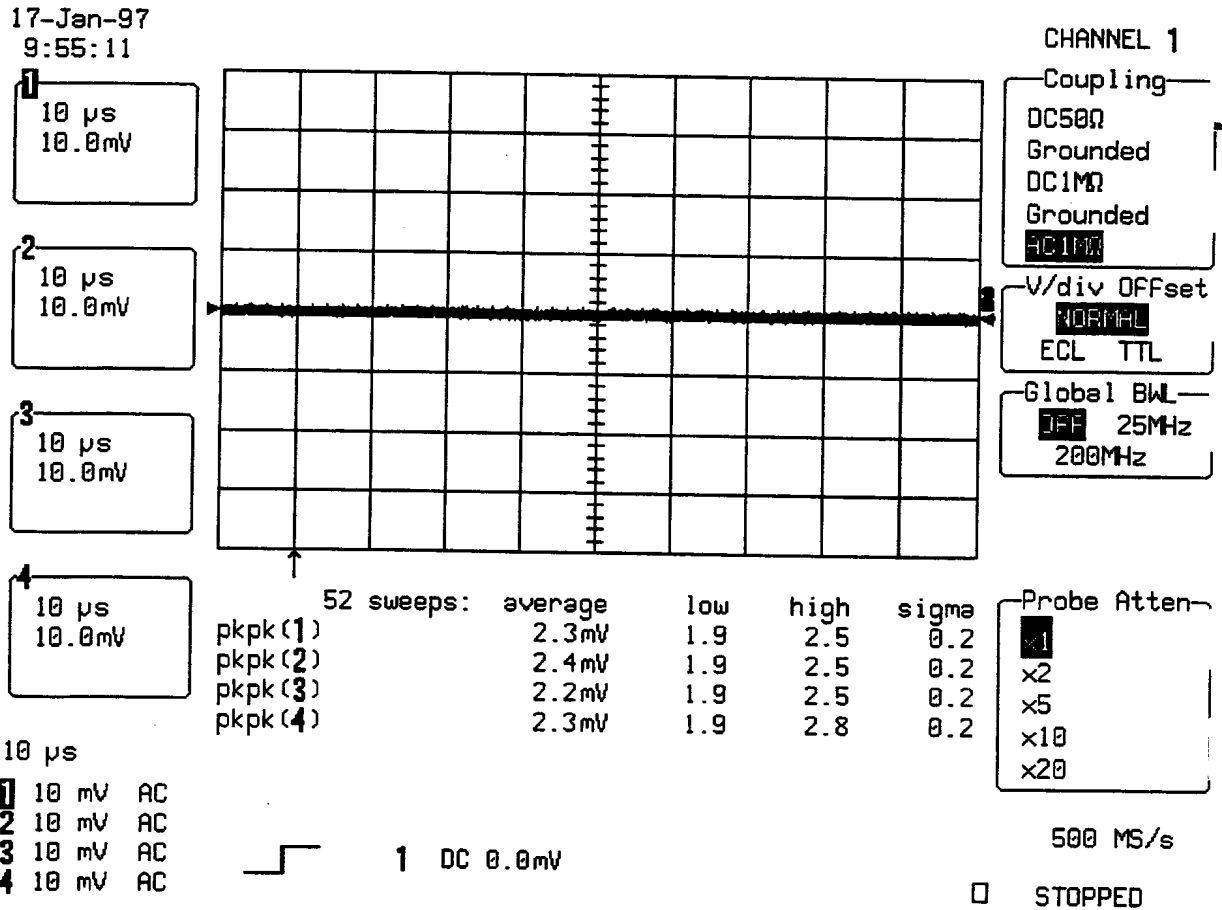 17-Jan-97
9:55:11
1
10 µs
10.0mV
2
10 µs
10.0mV
3
10 µs
10.0mV
4
10 µs
10.0mV
CHANNEL 1
Coupling
DC50Ω
Grounded
DC1MΩ
Grounded
AC1MΩ
V/div OFFset
NORMAL
ECL TTL
Global BWL
OFF 25MHz
200MHz
52 sweeps: average low high sigma
pkpk(1) 2.3mV 1.9 2.5 0.2
pkpk(2) 2.4mV 1.9 2.5 0.2
pkpk(3) 2.2mV 1.9 2.5 0.2
pkpk(4) 2.3mV 1.9 2.8 0.2
Probe Atten
x1
x2
x5
x10
x20
10 µs
1 10 mV AC
2 10 mV AC
3 10 mV AC
4 10 mV AC
1 DC 0.0mV
500 MS/s
STOPPED